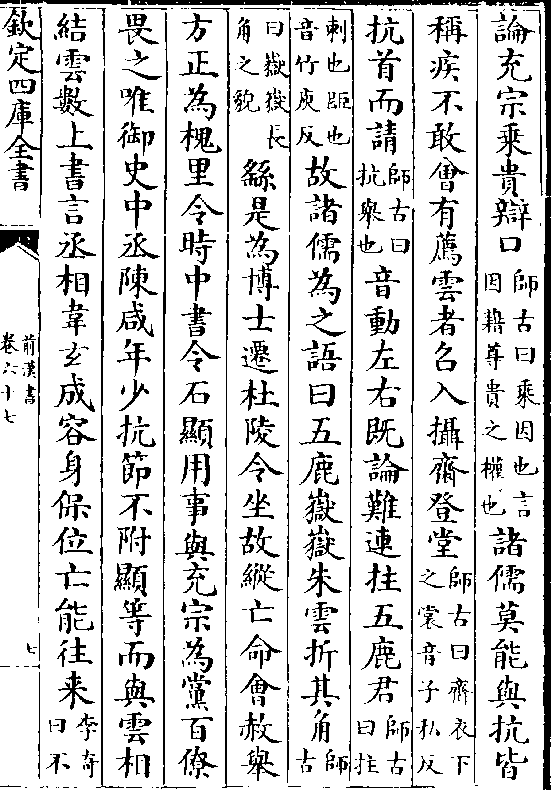 論充宗乘貴辯口師古曰乘因也言因藉尊貴之權也諸儒莫能與抗皆
稱疾不敢會有薦雲者召入攝齋登堂師古曰齋衣下之裳音子私反
抗首而請師古曰抗舉也音動左右既論難連拄五鹿君師古曰拄
刺也距也音竹庾反故諸儒為之語曰五鹿嶽嶽朱雲折其角師古
曰嶽嶽長角之貌繇是為博士遷杜陵令坐故縱亡命會赦舉
方正為槐里令時中書令石顯用事與充宗為黨百僚
畏之唯御史中丞陳咸年少抗節不附顯等而與雲相
結雲數上書言丞相韋玄成容身保位亡能往来李奇曰不
欽定四庫全書
前漢書
卷六十七
七